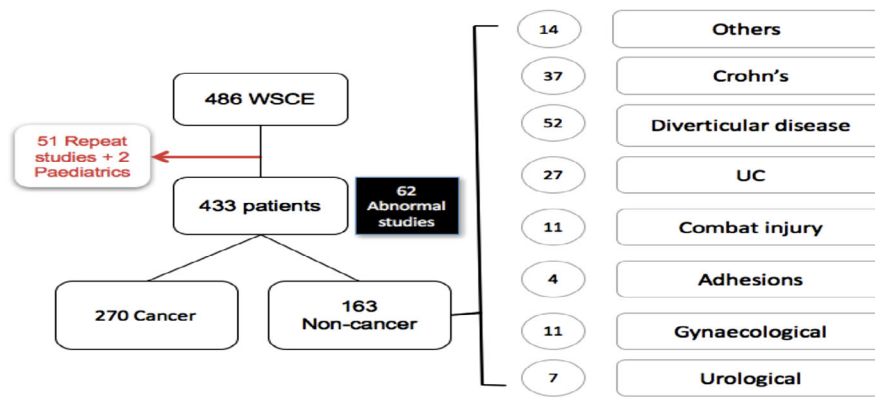 486 WSCE
51 Repeat
studies + 2
Paediatrics
433 patients
62
Abnormal
studies
270 Cancer
163
Non-cancer
14 Others
37 Crohn's
52 Diverticular disease
27 UC
11 Combat injury
4 Adhesions
11 Gynaecological
7 Urological